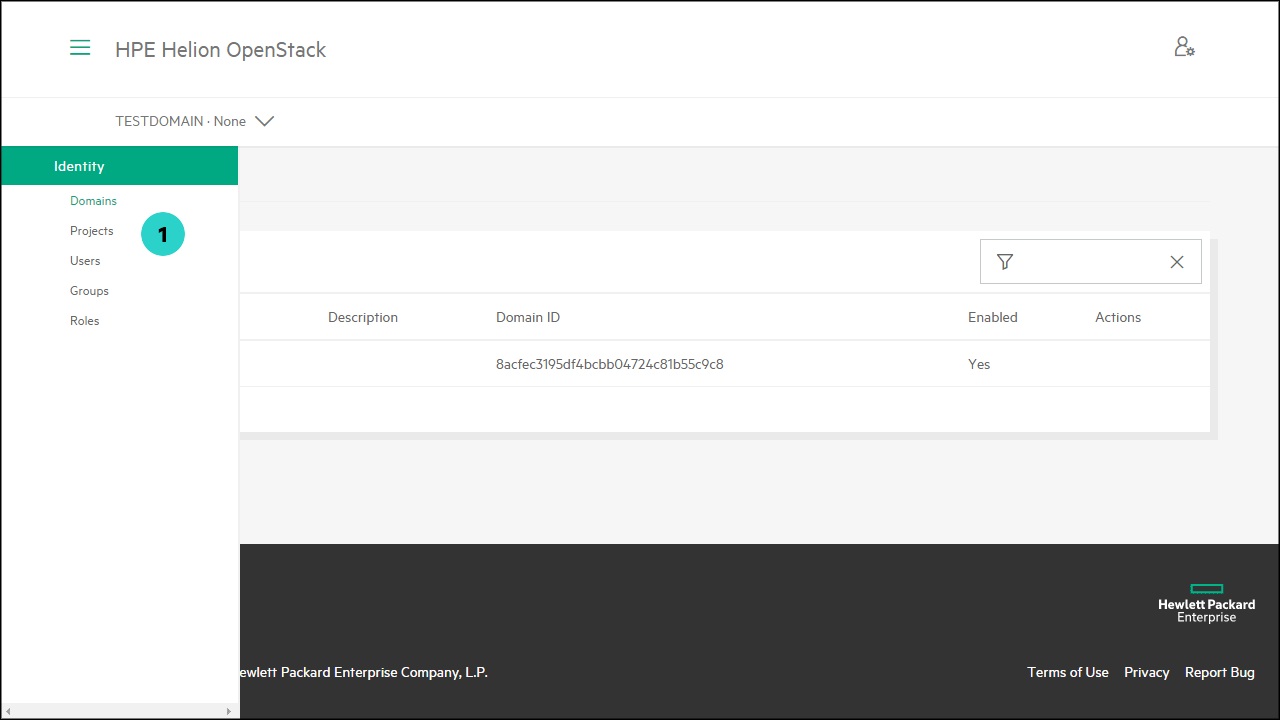 HPE Helion OpenStack
TESTDOMAIN · None
Identity
Domains
Projects
1
Users
Groups
Roles
Description Domain ID Enabled Actions
8acfec3195df4bcbb04724c81b55c9c8 Yes
Hewlett Packard
Enterprise
ewlett Packard Enterprise Company, L.P. Terms of Use Privacy Report Bug